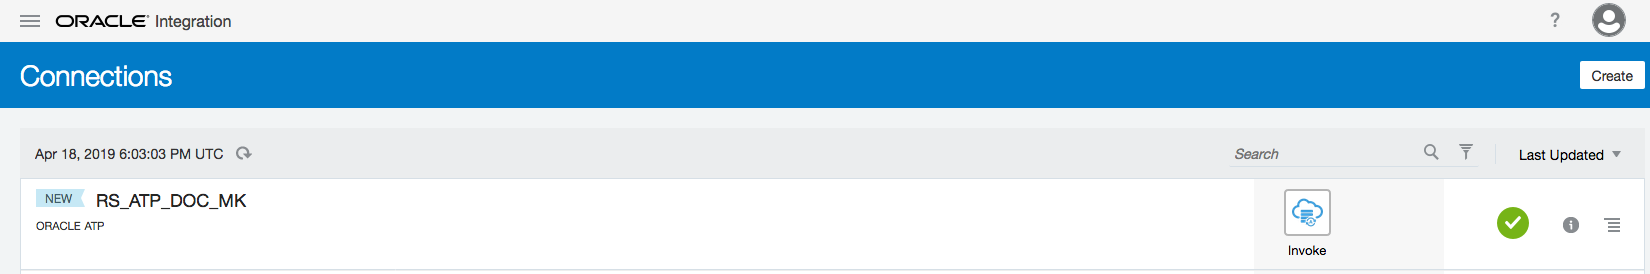 ORACLE® Integration ?
Connections
Create
Apr 18, 2019 6:03:03 PM UTC
Search
Last Updated
NEW RS_ATP_DOC_MK
ORACLE ATP
Invoke